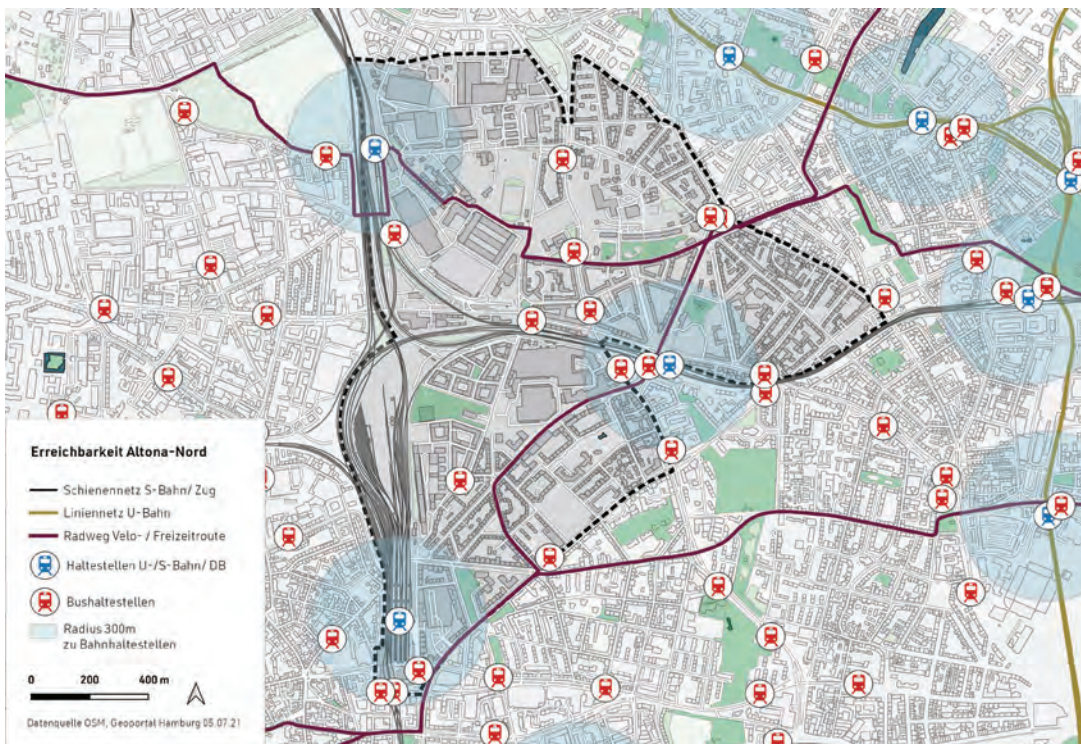 Erreichbarkeit Altona-Nord
Schienennetz S-Bahn/ Zug
Liniennetz U-Bahn
Radweg Velo- / Freizeitroute
Haltestellen U-/S-Bahn/ DB
Bushaltestellen
Radius 300m
zu Bahnhaltestellen
0 200 400 m
Datenquelle OSM, Geoportal Hamburg 05.07.21